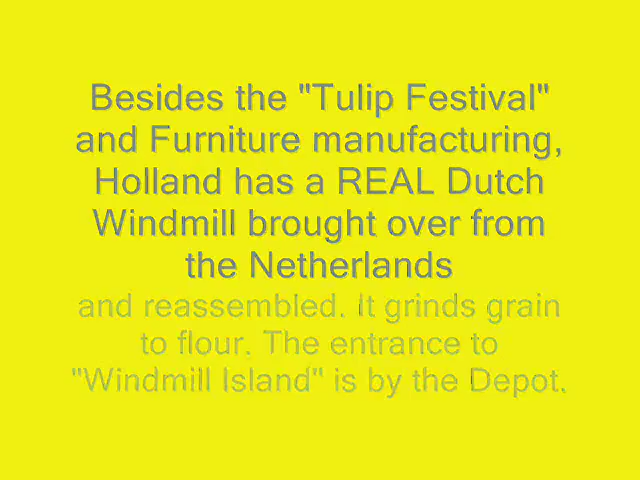 Besides the "Tulip Festival"
and Furniture manufacturing,
Holland has a REAL Dutch
Windmill brought over from
the Netherlands
and reassembled. It grinds grain
to flour. The entrance to
"Windmill Island" is by the Depot.